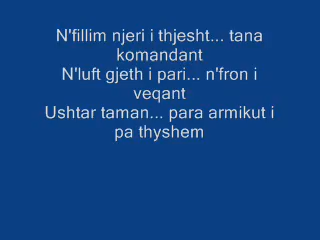 N'fillim njeri i thjesht... tana
komandant
N'luft gjeth i pari... n'fron i
veqant
Ushtar taman... para armikut i
pa thyshem